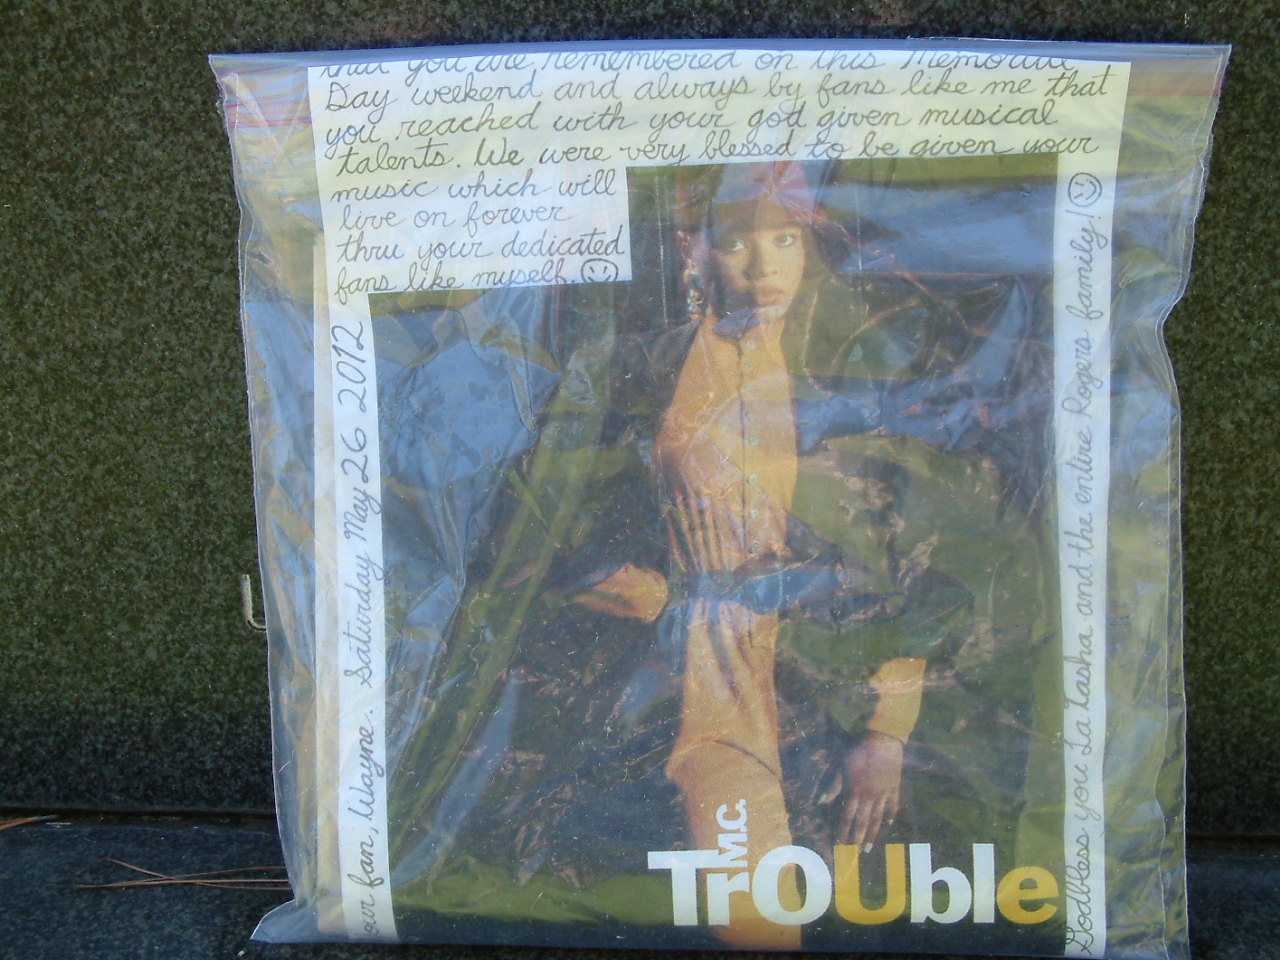 that you are remembered on this Memorial
Day weekend and always by fans like me that
you reached with your god given musical
talents. We were very blessed to be given your
music which will
live on forever
thru your dedicated
fans like myself.
our fan, Wayne. Saturday May 26 2012
Godbless you La Tasha and the entire Rogers family!
M.C.
TrOUble